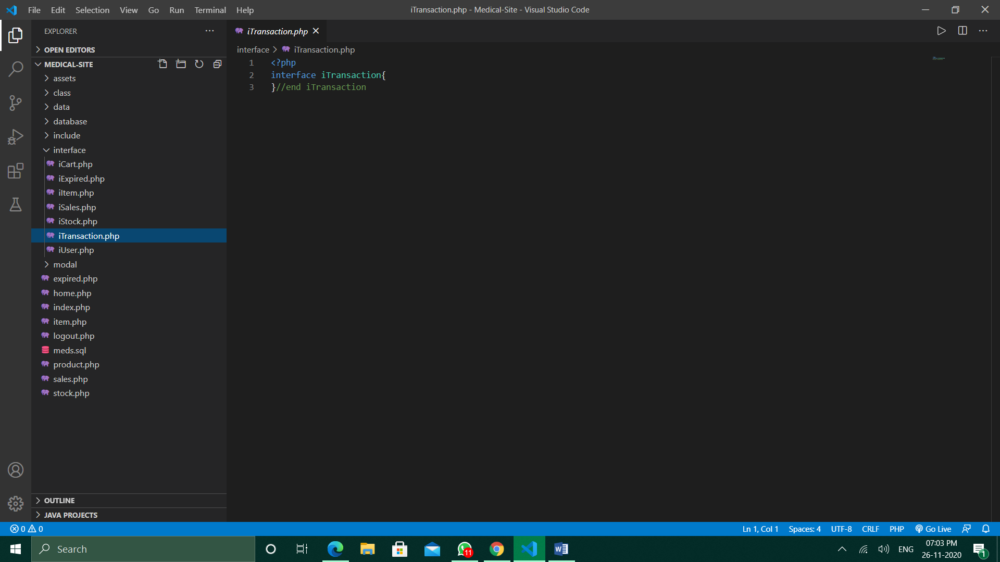 File Edit Selection View Go Run Terminal Help
iTransaction.php - Medical-Site - Visual Studio Code
EXPLORER
OPEN EDITORS
MEDICAL-SITE
assets
class
data
database
include
interface
iCart.php
iExpired.php
iItem.php
iSales.php
iStock.php
iTransaction.php
iUser.php
modal
expired.php
home.php
index.php
item.php
logout.php
meds.sql
product.php
sales.php
stock.php
OUTLINE
JAVA PROJECTS
iTransaction.php
interface > iTransaction.php
1 <?php
2 interface iTransaction{
3 }//end iTransaction
0 0
Ln 1, Col 1 Spaces: 4 UTF-8 CRLF PHP Go Live
Search
11
W
ENG
07:03 PM
26-11-2020
1